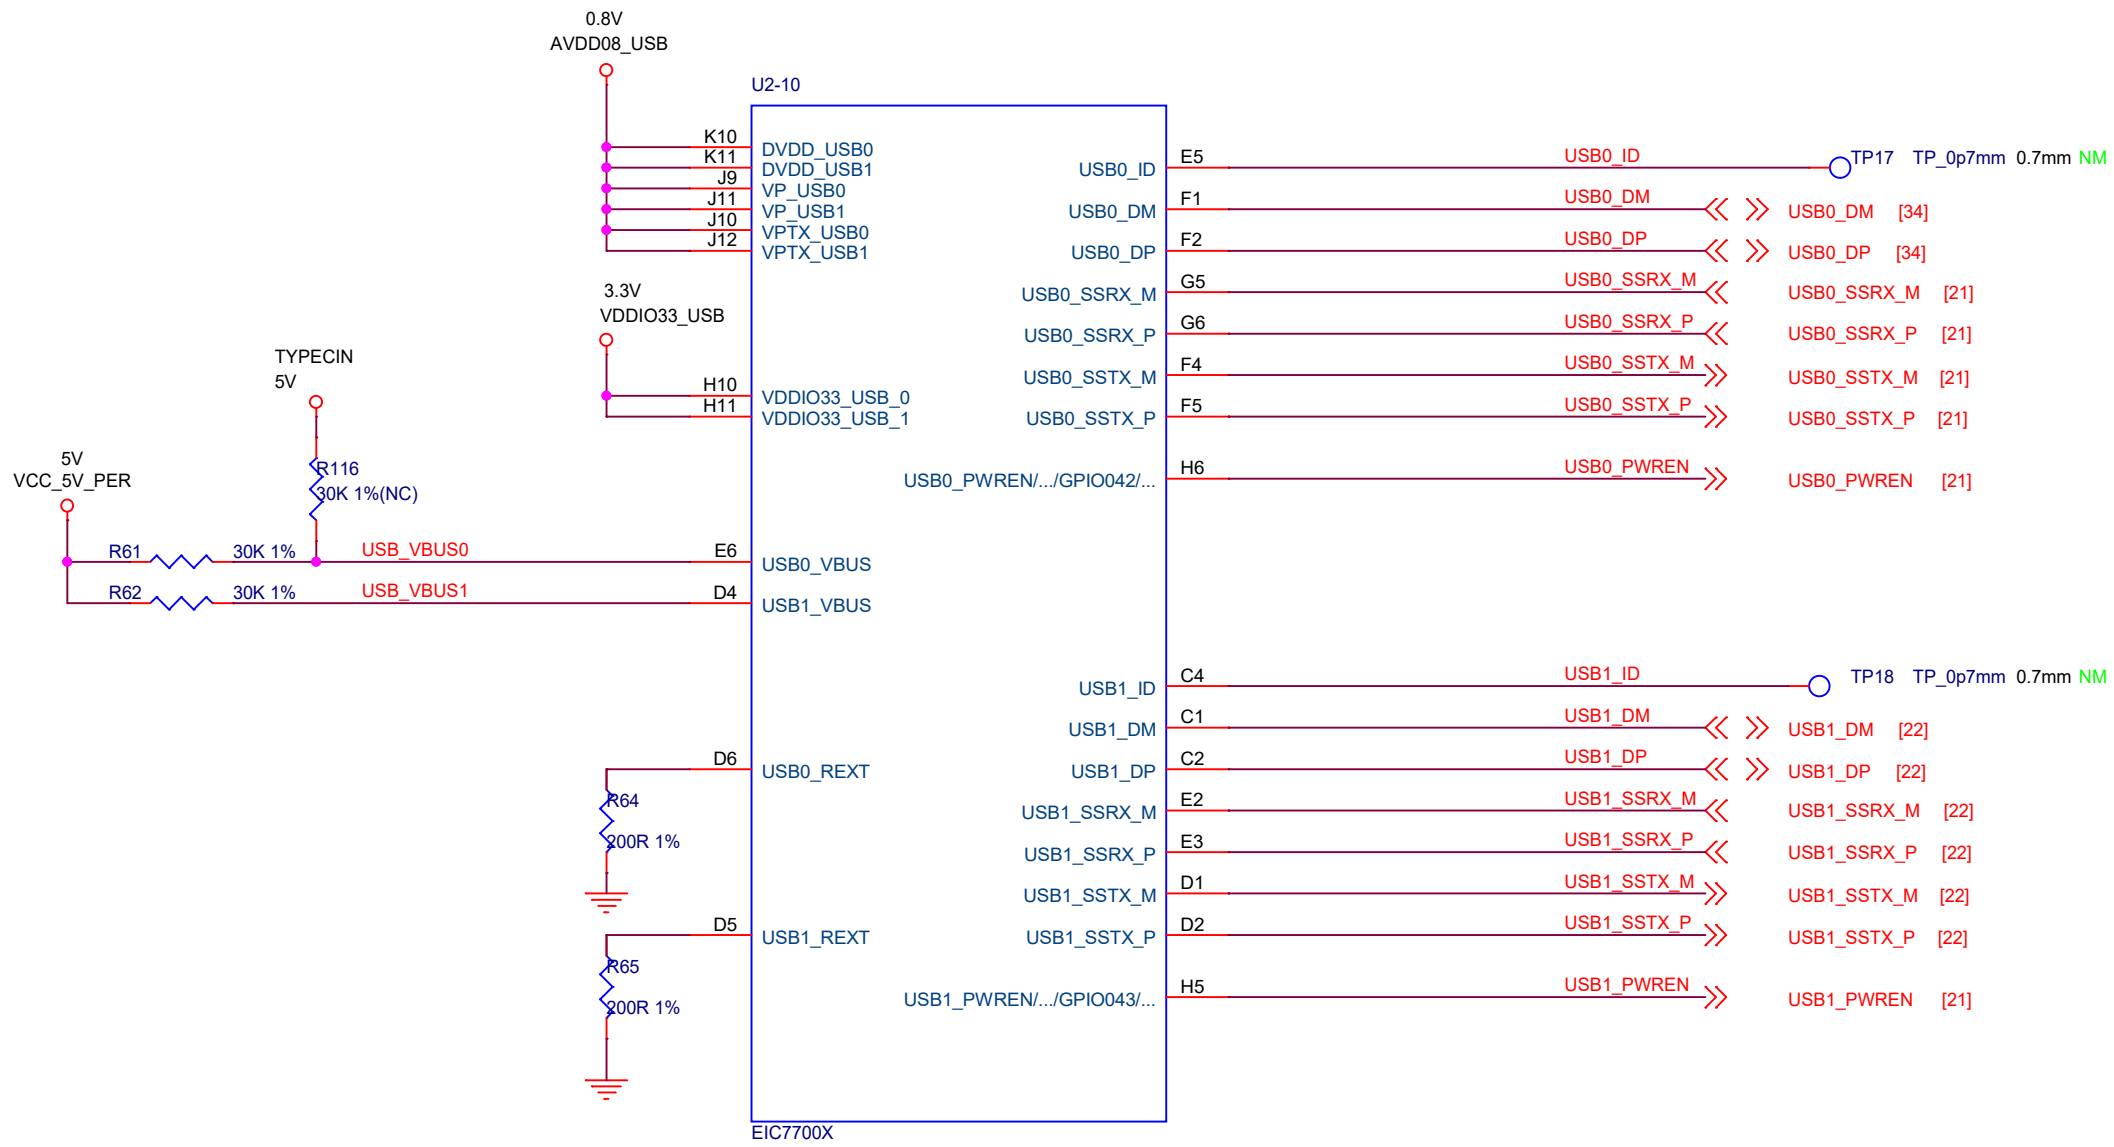 0.8V
AVDD08_USB
U2-10
K10
DVDD_USB0
K11
DVDD_USB1
J9
VP_USB0
J11
VP_USB1
J10
VPTX_USB0
J12
VPTX_USB1
3.3V
VDDIO33_USB
H10
VDDIO33_USB_0
H11
VDDIO33_USB_1
TYPECIN
5V
R116
30K 1%(NC)
5V
VCC_5V_PER
R61 30K 1% USB_VBUS0 E6 USB0_VBUS
R62 30K 1% USB_VBUS1 D4 USB1_VBUS
D6 USB0_REXT
R64
200R 1%
D5 USB1_REXT
R65
200R 1%
USB0_ID E5 USB0_ID TP17 TP_0p7mm 0.7mm NM
USB0_DM F1 USB0_DM USB0_DM [34]
USB0_DP F2 USB0_DP USB0_DP [34]
USB0_SSRX_M G5 USB0_SSRX_M USB0_SSRX_M [21]
USB0_SSRX_P G6 USB0_SSRX_P USB0_SSRX_P [21]
USB0_SSTX_M F4 USB0_SSTX_M USB0_SSTX_M [21]
USB0_SSTX_P F5 USB0_SSTX_P USB0_SSTX_P [21]
USB0_PWREN/.../GPIO042/... H6 USB0_PWREN USB0_PWREN [21]
USB1_ID C4 USB1_ID TP18 TP_0p7mm 0.7mm NM
USB1_DM C1 USB1_DM USB1_DM [22]
USB1_DP C2 USB1_DP USB1_DP [22]
USB1_SSRX_M E2 USB1_SSRX_M USB1_SSRX_M [22]
USB1_SSRX_P E3 USB1_SSRX_P USB1_SSRX_P [22]
USB1_SSTX_M D1 USB1_SSTX_M USB1_SSTX_M [22]
USB1_SSTX_P D2 USB1_SSTX_P USB1_SSTX_P [22]
USB1_PWREN/.../GPIO043/... H5 USB1_PWREN USB1_PWREN [21]
EIC7700X